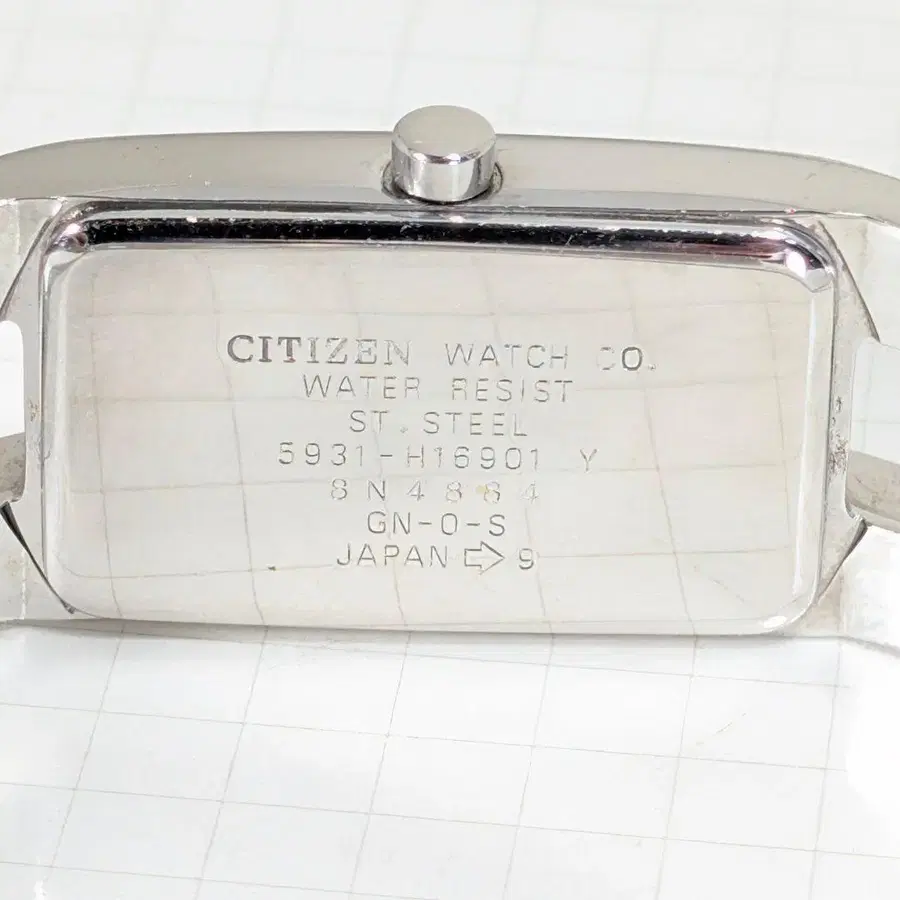 CITIZEN WATCH CO.
WATER RESIST
ST. STEEL
5931-H16901 Y
8N4884
GN-0-S
JAPAN ⇨ 9